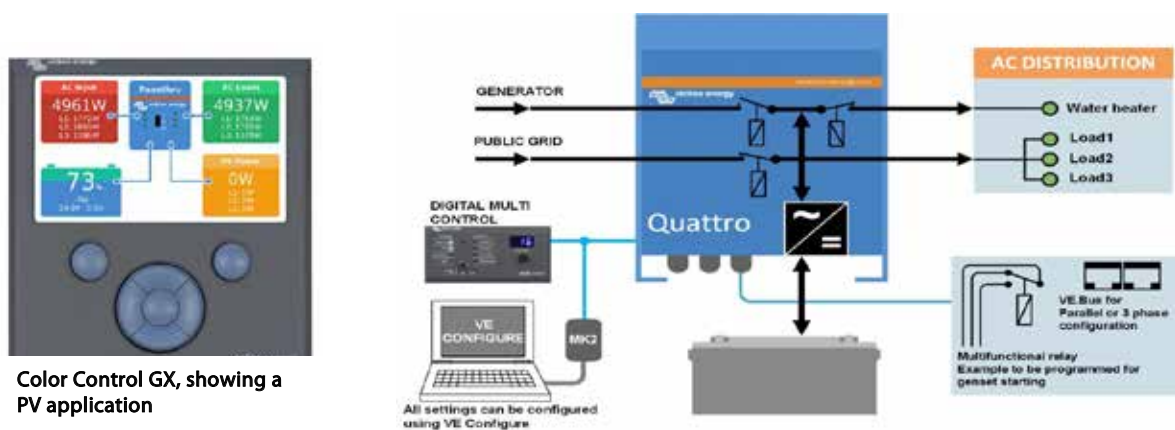 AC Input
4961W
Passthru
victron energy
AC Loads
4937W
73%
PV Power
0W
Color Control GX, showing a
PV application
GENERATOR
PUBLIC GRID
victron energy
Quattro
AC DISTRIBUTION
Water heater
Load1
Load2
Load3
DIGITAL MULTI
CONTROL
VE
CONFIGURE
MK2
All settings can be configured
using VE Configure
VE.Bus for
Parallel or 3 phase
configuration
Multifunctional relay
Example to be programmed for
genset starting